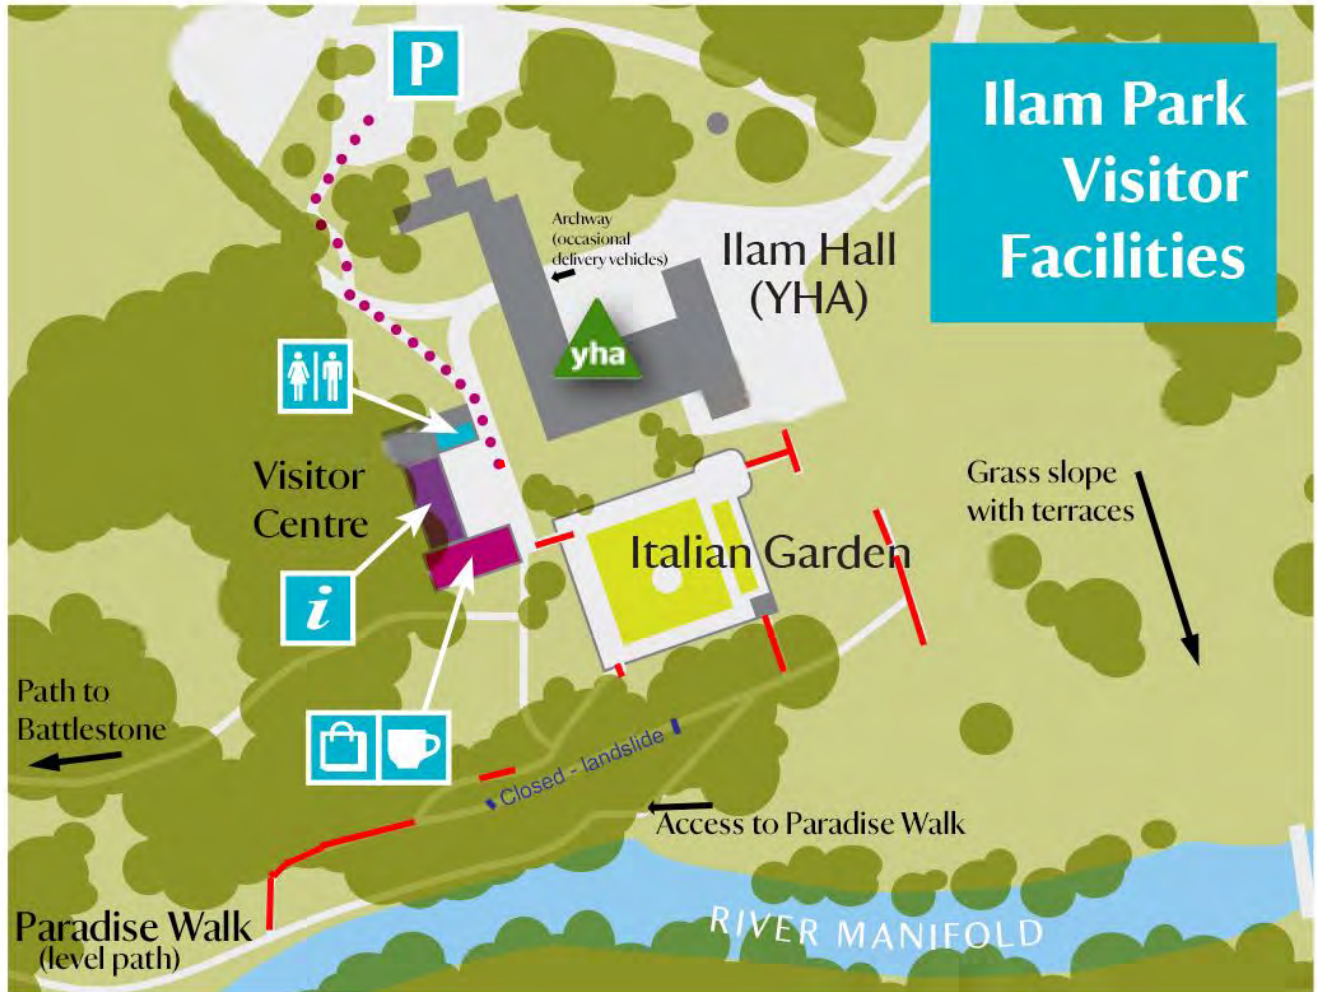 P
Ilam Park
Visitor
Facilities
Archway
(occasional
delivery vehicles)
Ilam Hall
(YHA)
yha
Visitor
Centre
Grass slope
with terraces
Italian Garden
i
Path to
Battlestone
Closed - landslide
Access to Paradise Walk
Paradise Walk
(level path)
RIVER MANIFOLD